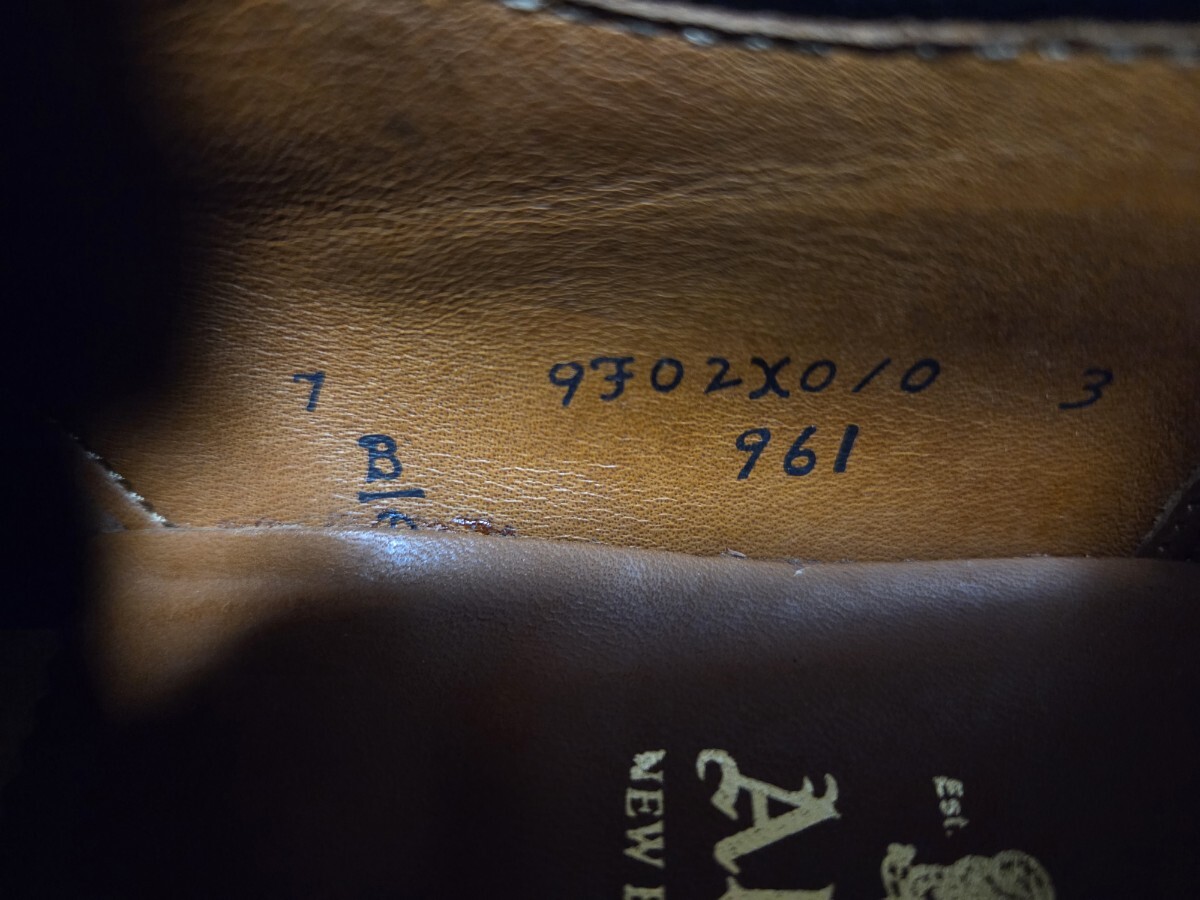 7 9F02X010 3
961
B/
Est.
A
NEW